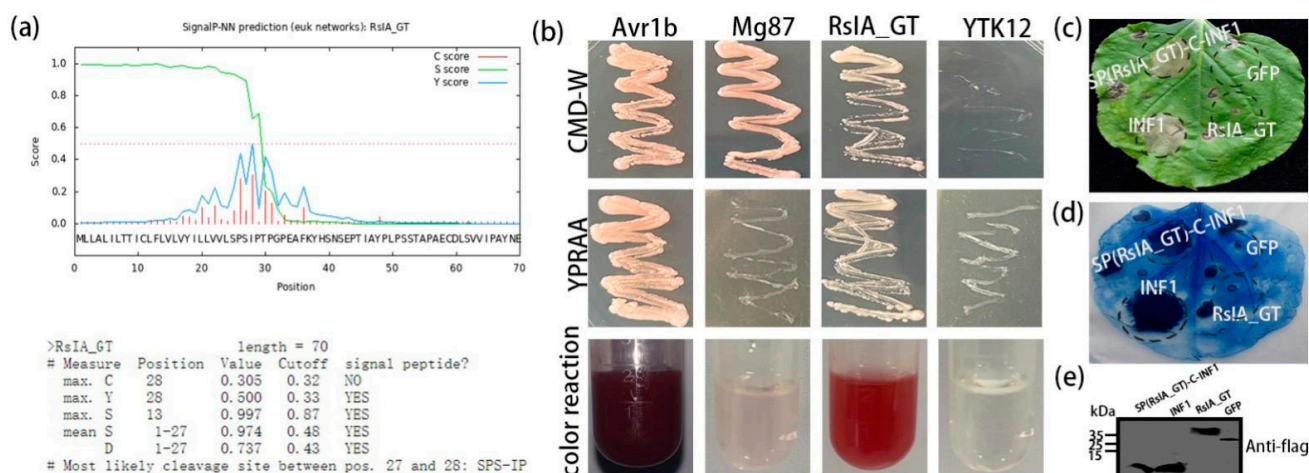 (a)
SignalP-NN prediction (euk networks): RsIA_GT
C score
S score
Y score
Score
1.0
0.8
0.6
0.4
0.2
0.0
MLLALILTTICLFLVLVYILLVVLSPSIPTPGPEAFKYHSNSEPTIAYPLPSSTAPAECDLSVVIPAYNE
0 10 20 30 40 50 60 70
Position
>RsIA_GT length = 70
# Measure Position Value Cutoff signal peptide?
max. C 28 0.305 0.32 NO
max. Y 28 0.500 0.33 YES
max. S 13 0.997 0.87 YES
mean S 1-27 0.974 0.48 YES
D 1-27 0.737 0.43 YES
# Most likely cleavage site between pos. 27 and 28: SPS-IP
(b)
Avr1b Mg87 RsIA_GT YTK12
CMD-W
YPRAA
color reaction
(c)
SP(RsIA_GT)-C-INF1
GFP
INF1
RsIA_GT
(d)
SP(RsIA_GT)-C-INF1
GFP
INF1
RsIA_GT
(e)
SP(RsIA_GT)-C-INF1
INF1
RsIA_GT
GFP
kDa
35
25
15
Anti-flag